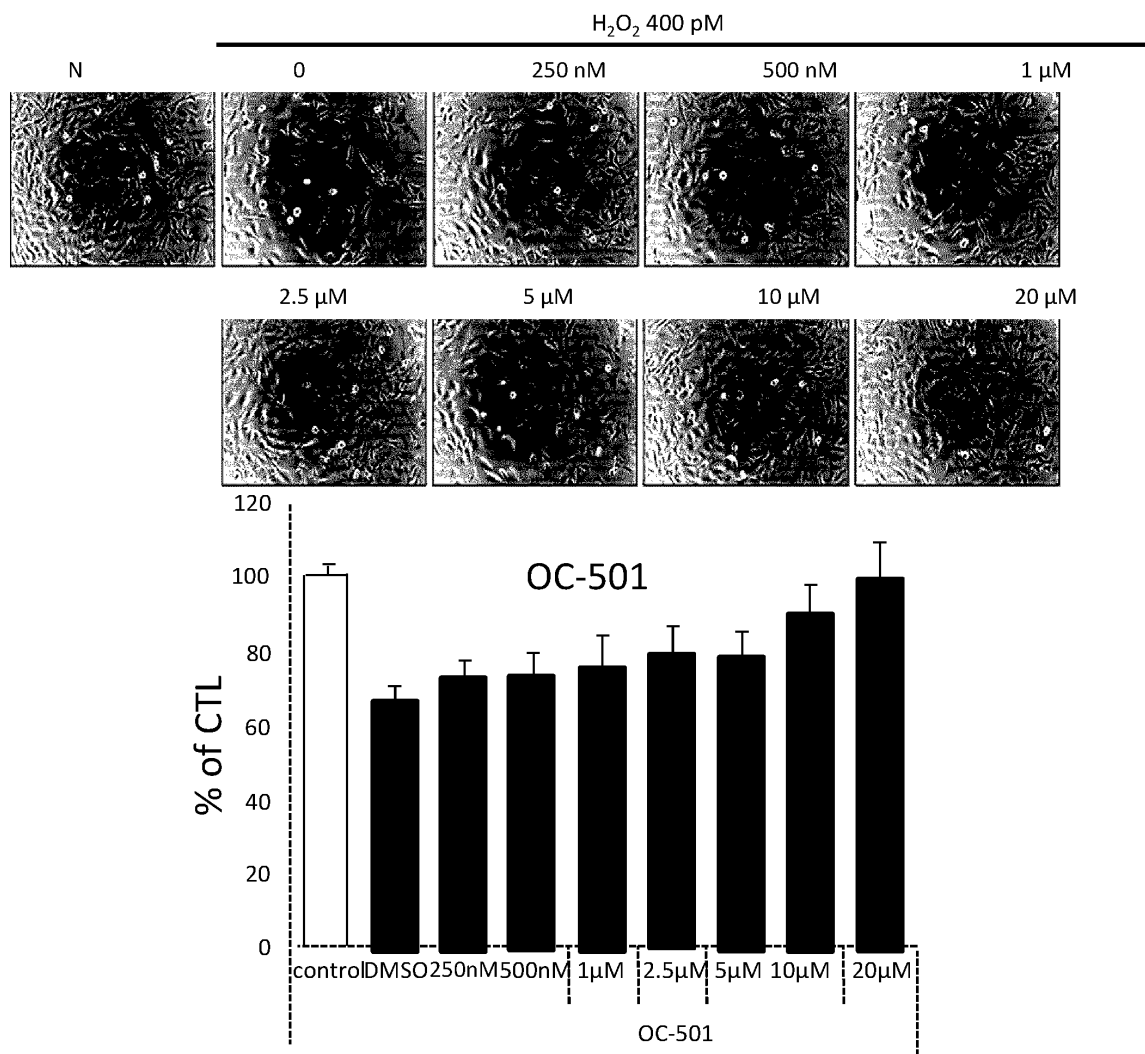 H₂O₂ 400 pM
N 0 250 nM 500 nM 1 µM
2.5 µM 5 µM 10 µM 20 µM
120
100
80
60
40
20
0
% of CTL
OC-501
control DMSO 250nM 500nM 1µM 2.5µM 5µM 10µM 20µM
OC-501